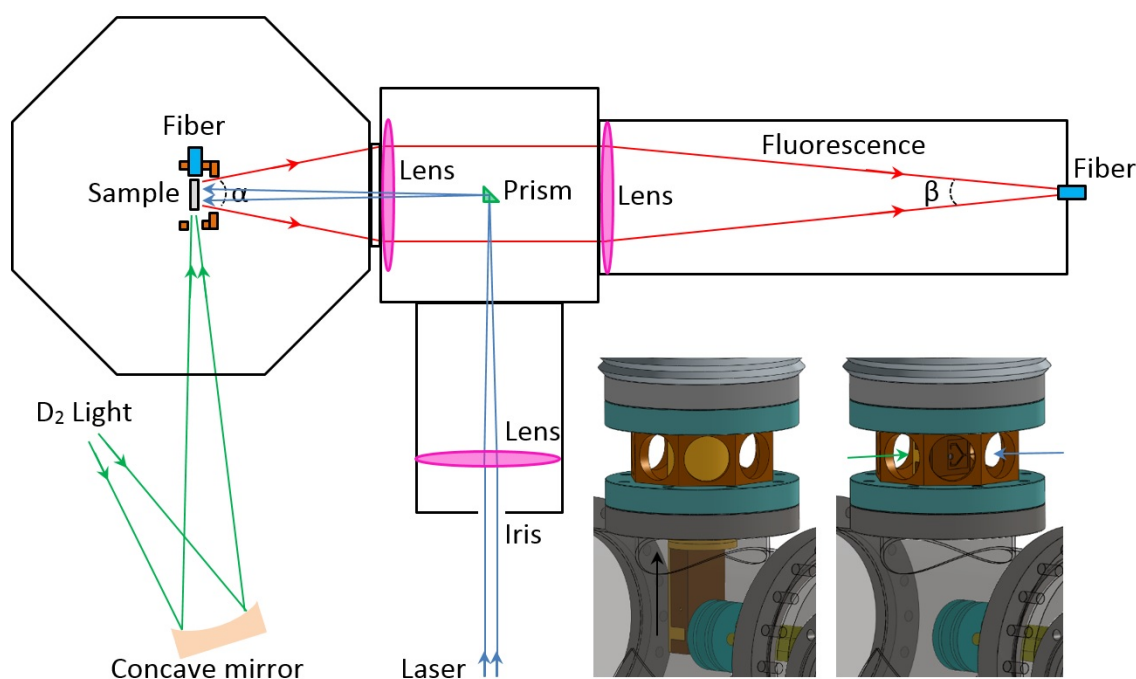 Fiber
Fluorescence
Fiber
Lens
Sample
α
Prism
Lens
β
D₂ Light
Lens
Iris
Concave mirror
Laser